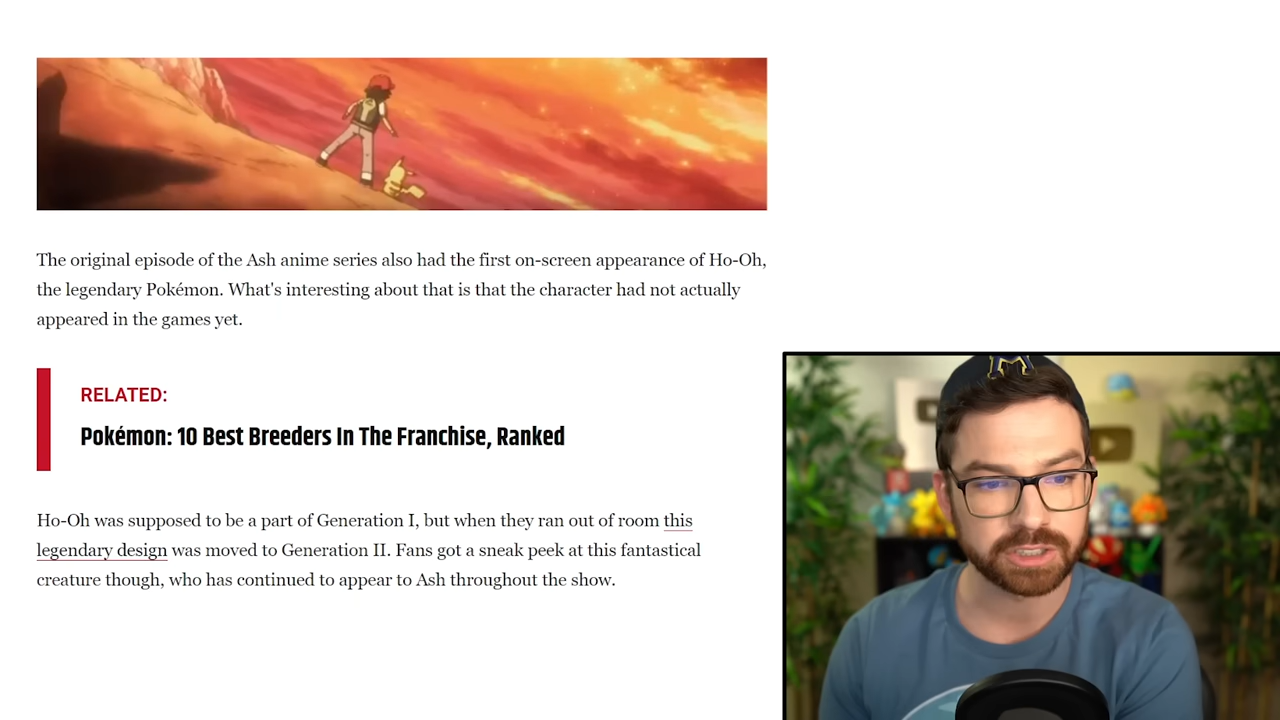 The original episode of the Ash anime series also had the first on-screen appearance of Ho-Oh,
the legendary Pokémon. What's interesting about that is that the character had not actually
appeared in the games yet.
RELATED:
Pokémon: 10 Best Breeders In The Franchise, Ranked
Ho-Oh was supposed to be a part of Generation I, but when they ran out of room this
legendary design was moved to Generation II. Fans got a sneak peek at this fantastical
creature though, who has continued to appear to Ash throughout the show.
M